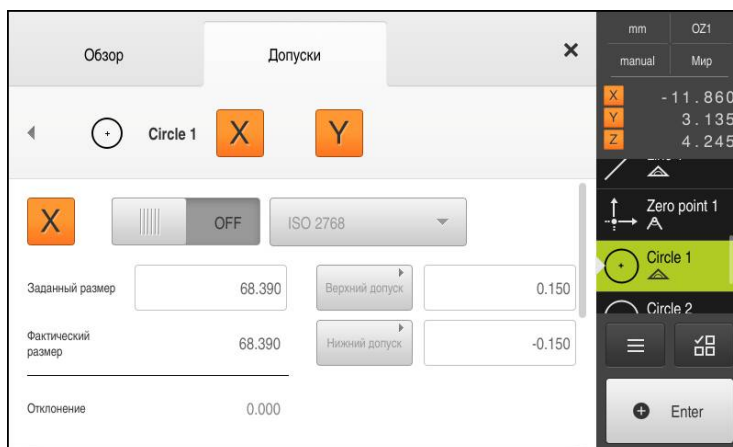 Обзор
Допуски
Circle 1 X Y
X OFF ISO 2768
Заданный размер 68.390 Верхний допуск 0.150
Фактический размер 68.390 Нижний допуск -0.150
Отклонение 0.000
mm OZ1
manual Мир
X -11.860
Y 3.135
Z 4.245
Zero point 1
Circle 1
Circle 2
Enter